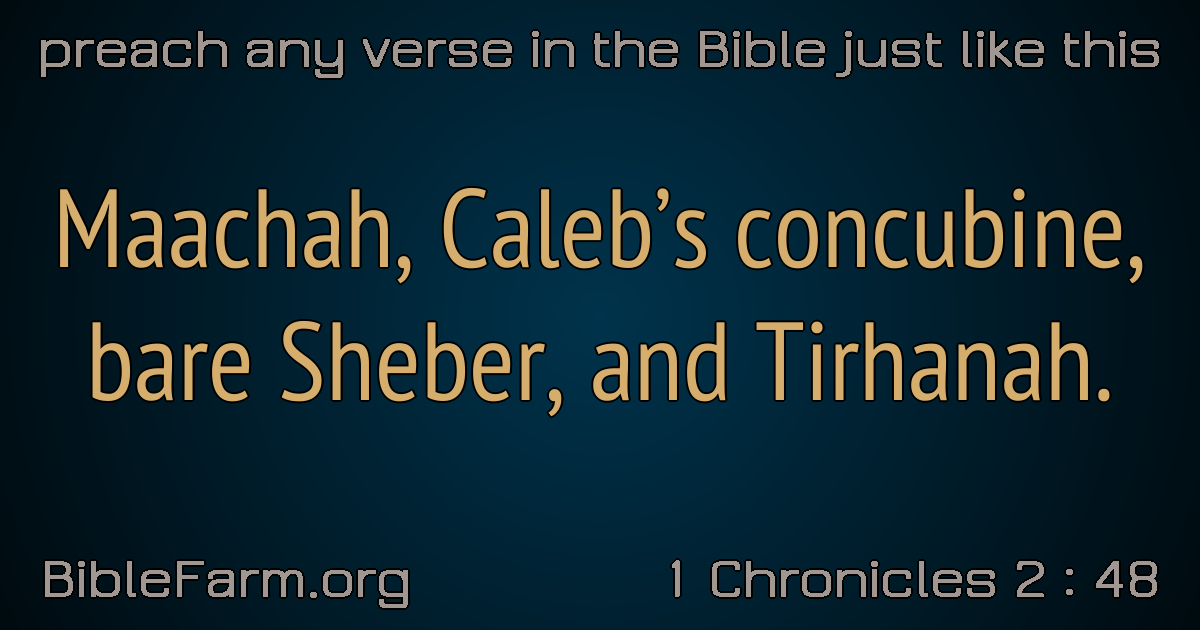 preach any verse in the Bible just like this
Maachah, Caleb’s concubine,
bare Sheber, and Tirhanah.
BibleFarm.org
1 Chronicles 2 : 48